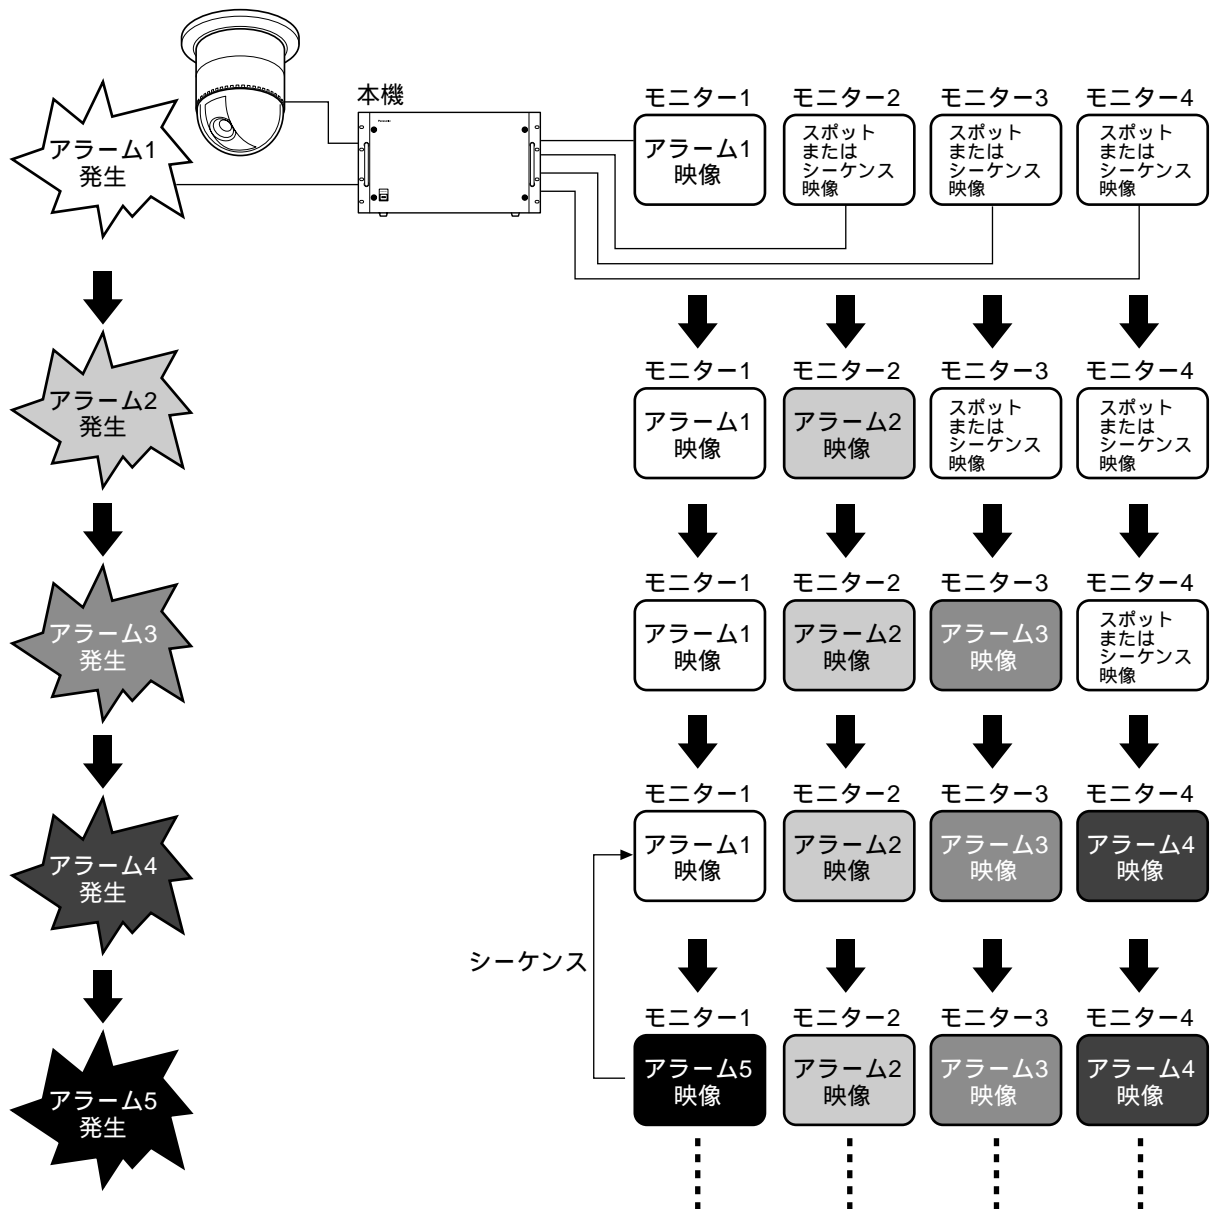 本機
アラーム1
発生
モニター1
モニター2
モニター3
モニター4
アラーム1
映像
スポット
または
シーケンス
映像
スポット
または
シーケンス
映像
スポット
または
シーケンス
映像
アラーム2
発生
モニター1
モニター2
モニター3
モニター4
アラーム1
映像
アラーム2
映像
スポット
または
シーケンス
映像
スポット
または
シーケンス
映像
アラーム3
発生
モニター1
モニター2
モニター3
モニター4
アラーム1
映像
アラーム2
映像
アラーム3
映像
スポット
または
シーケンス
映像
アラーム4
発生
モニター1
モニター2
モニター3
モニター4
アラーム1
映像
アラーム2
映像
アラーム3
映像
アラーム4
映像
シーケンス
アラーム5
発生
モニター1
モニター2
モニター3
モニター4
アラーム5
映像
アラーム2
映像
アラーム3
映像
アラーム4
映像